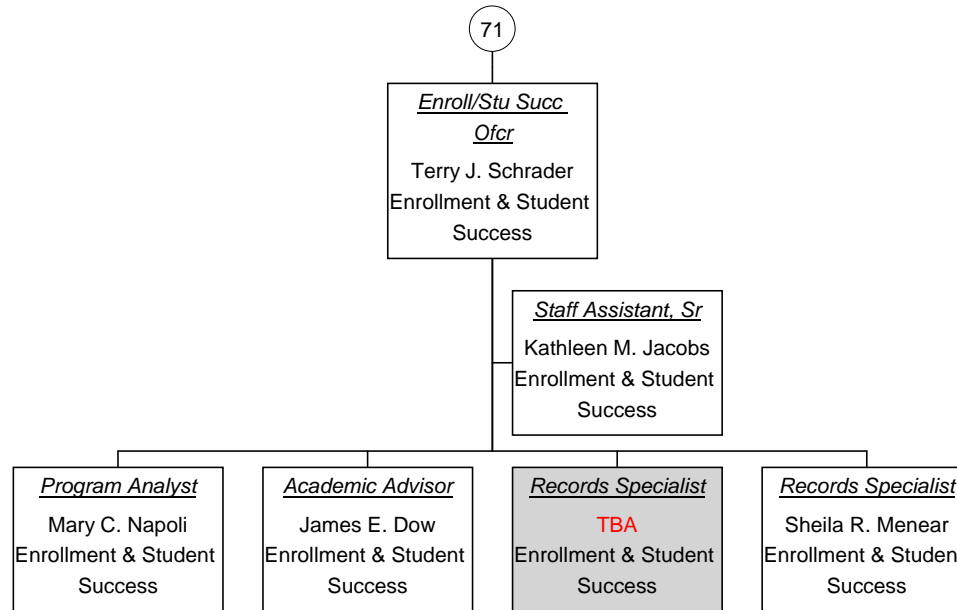 71
Enroll/Stu Succ
Ofcr
Terry J. Schrader
Enrollment & Student
Success
Staff Assistant, Sr
Kathleen M. Jacobs
Enrollment & Student
Success
Program Analyst
Mary C. Napoli
Enrollment & Student
Success
Academic Advisor
James E. Dow
Enrollment & Student
Success
Records Specialist
TBA
Enrollment & Student
Success
Records Specialist
Sheila R. Menear
Enrollment & Student
Success